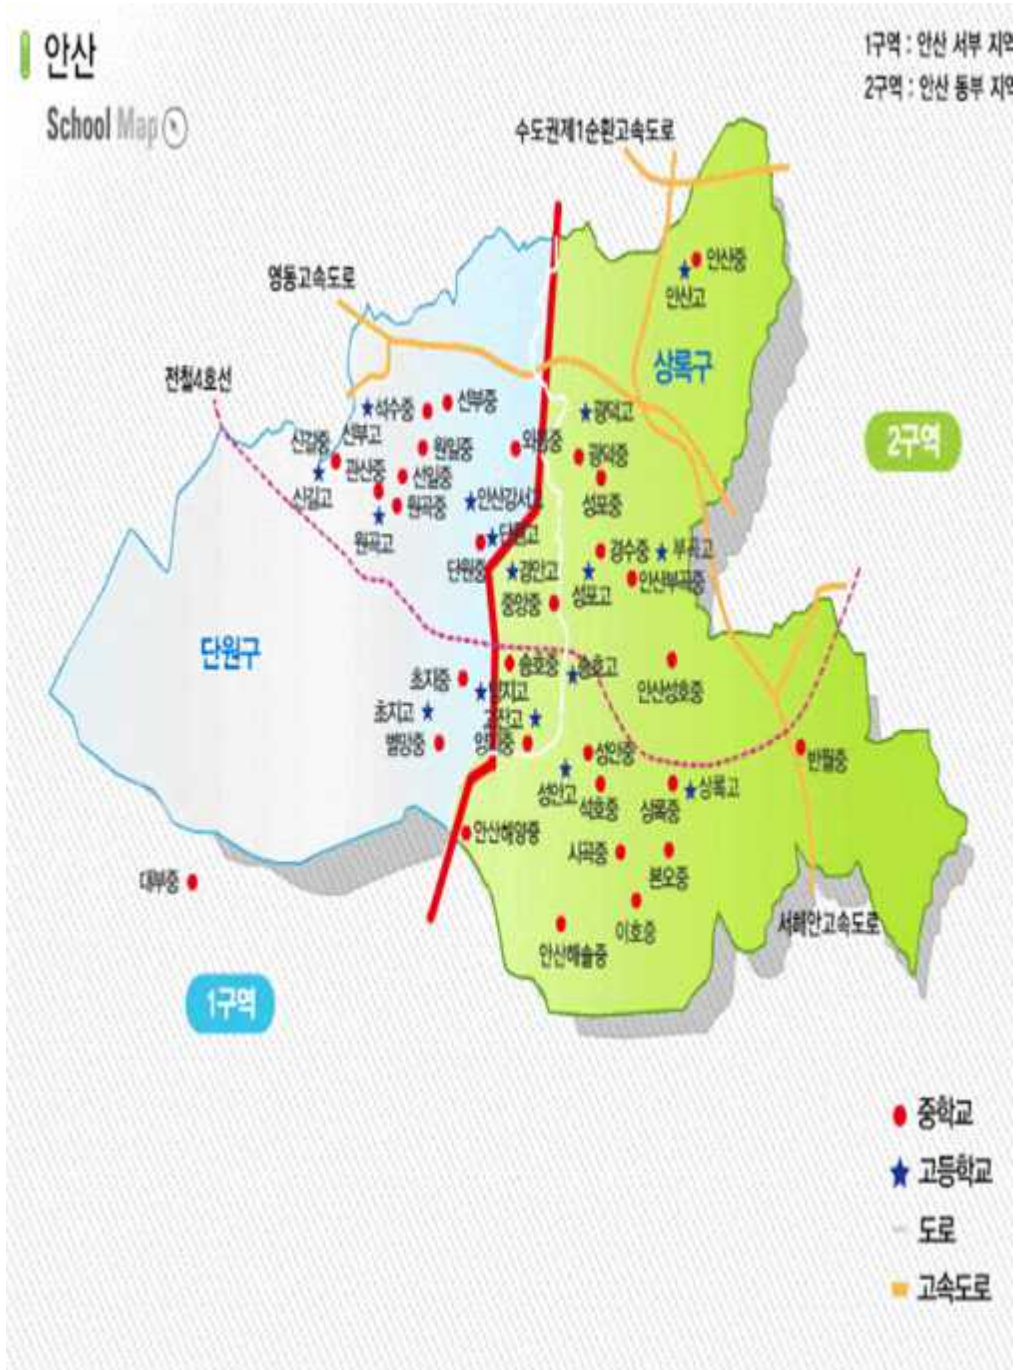 안산
School Map
1구역 : 안산 서부 지역
2구역 : 안산 동부 지역
수도권제1순환고속도로
영동고속도로
전철4호선
안산중
안산고
상록구
2구역
석수중
선부중
선부고
광덕고
신길중
관산중
원일중
와동중
광덕중
신길고
선일중
성포중
원곡중
안산강서고
원곡고
단원고
단원중
경안고
경수중
부곡고
안산부곡중
중앙중
성포고
단원구
송호중
송호고
안산성호중
초지중
초지고
고잔고
별망중
성안중
반월중
성안고
석호중
상록중
상록고
안산해양중
시곡중
본오중
대부중
이호중
서해안고속도로
안산해솔중
1구역
중학교
고등학교
도로
고속도로